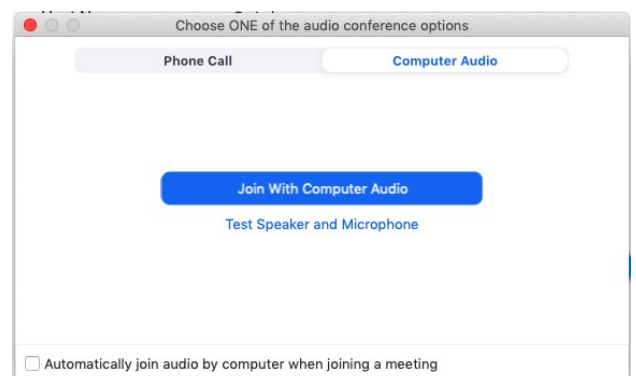 Choose ONE of the audio conference options
Phone Call
Computer Audio
Join With Computer Audio
Test Speaker and Microphone
Automatically join audio by computer when joining a meeting